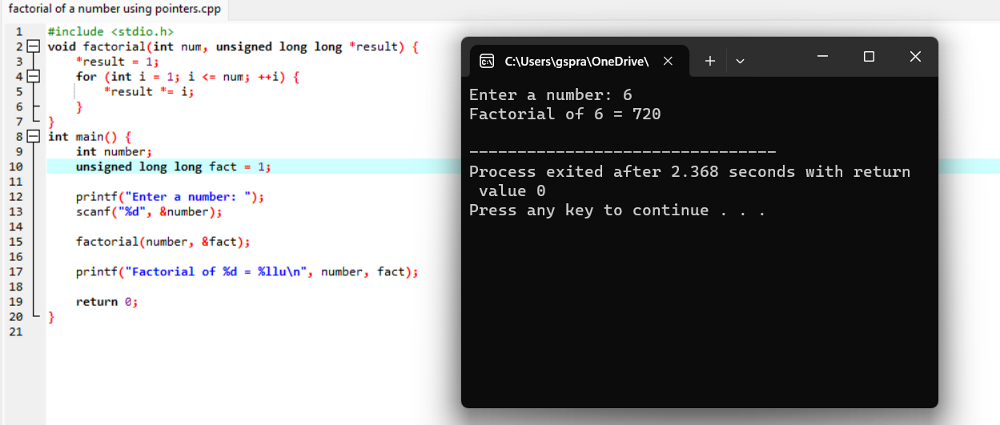 factorial of a number using pointers.cpp
1 #include <stdio.h>
2 void factorial(int num, unsigned long long *result) {
3 *result = 1;
4 for (int i = 1; i <= num; ++i) {
5 *result *= i;
6 }
7 }
8 int main() {
9 int number;
10 unsigned long long fact = 1;
11
12 printf("Enter a number: ");
13 scanf("%d", &number);
14
15 factorial(number, &fact);
16
17 printf("Factorial of %d = %llu\n", number, fact);
18
19 return 0;
20 }
21
C:\Users\gspra\OneDrive\
Enter a number: 6
Factorial of 6 = 720
--------------------------------
Process exited after 2.368 seconds with return
value 0
Press any key to continue . . .